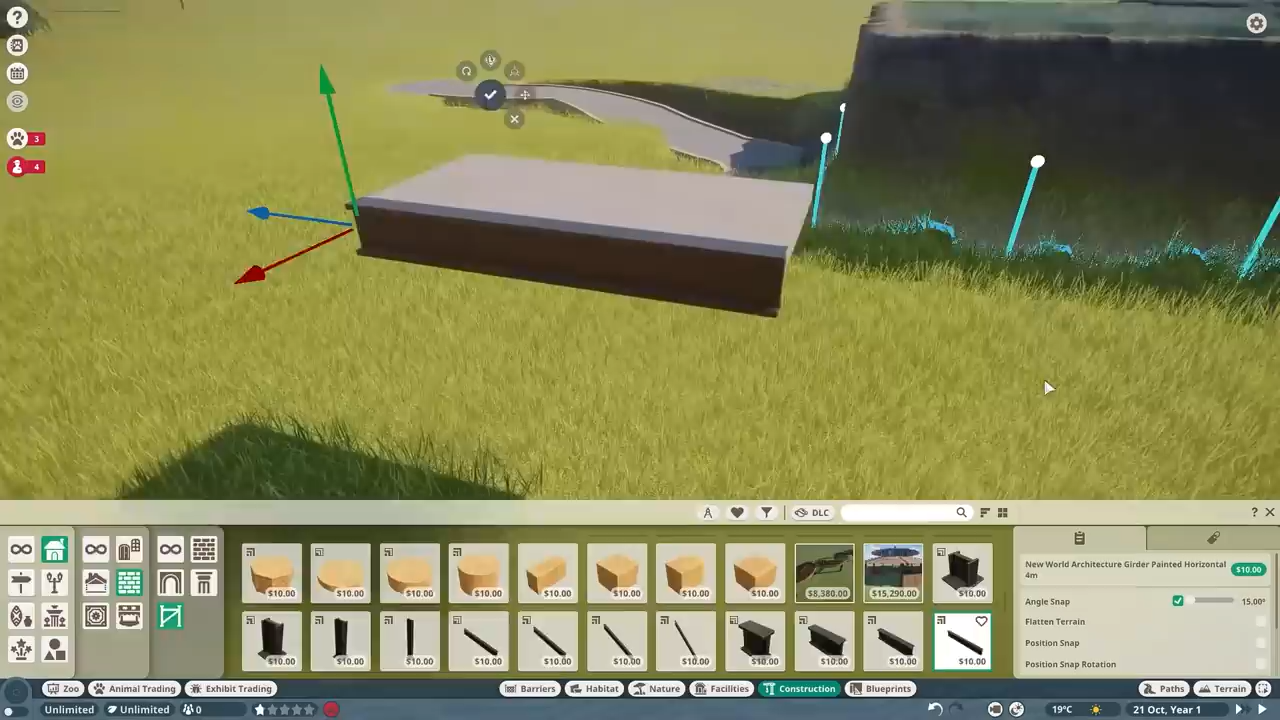 3
4
DLC
? ×
$10.00 $10.00 $10.00 $10.00 $10.00 $10.00 $10.00 $10.00 $8,380.00 $15,290.00 $10.00
$10.00 $10.00 $10.00 $10.00 $10.00 $10.00 $10.00 $10.00 $10.00 $10.00 $10.00
New World Architecture Girder Painted Horizontal
4m
$10.00
Angle Snap 15.00°
Flatten Terrain
Position Snap
Position Snap Rotation
Zoo Animal Trading Exhibit Trading Barriers Habitat Nature Facilities Construction Blueprints Paths Terrain
Unlimited Unlimited 0 19°C 21 Oct, Year 1